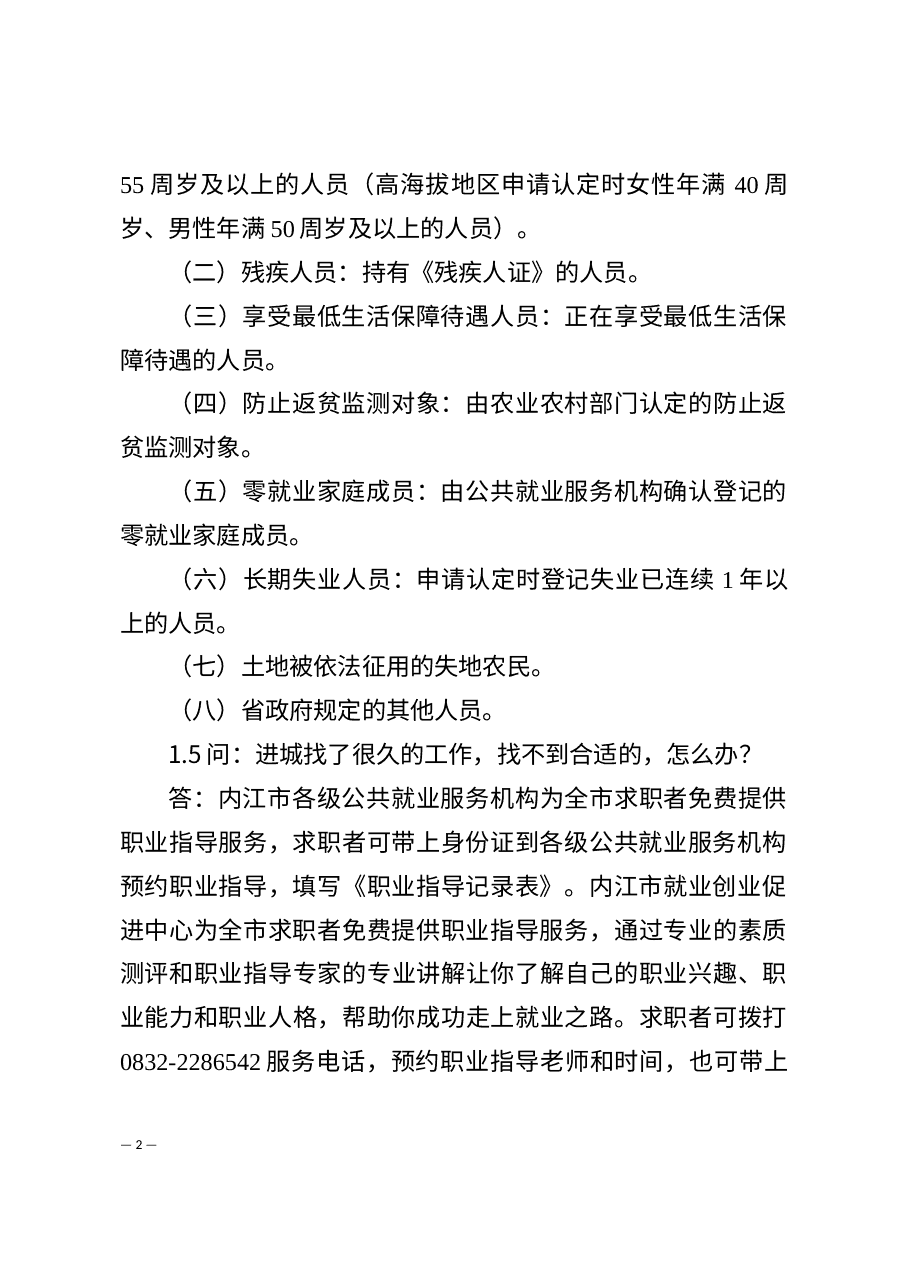 55 周岁及以上的人员（高海拔地区申请认定时女性年满 40 周
岁、男性年满 50 周岁及以上的人员）。
（二）残疾人员：持有《残疾人证》的人员。
（三）享受最低生活保障待遇人员：正在享受最低生活保
障待遇的人员。
（四）防止返贫监测对象：由农业农村部门认定的防止返
贫监测对象。
（五）零就业家庭成员：由公共就业服务机构确认登记的
零就业家庭成员。
（六）长期失业人员：申请认定时登记失业已连续 1 年以
上的人员。
（七）土地被依法征用的失地农民。
（八）省政府规定的其他人员。
1.5 问：进城找了很久的工作，找不到合适的，怎么办？
答：内江市各级公共就业服务机构为全市求职者免费提供
职业指导服务，求职者可带上身份证到各级公共就业服务机构
预约职业指导，填写《职业指导记录表》。内江市就业创业促
进中心为全市求职者免费提供职业指导服务，通过专业的素质
测评和职业指导专家的专业讲解让你了解自己的职业兴趣、职
业能力和职业人格，帮助你成功走上就业之路。求职者可拨打
0832-2286542 服务电话，预约职业指导老师和时间，也可带上
— 2 —